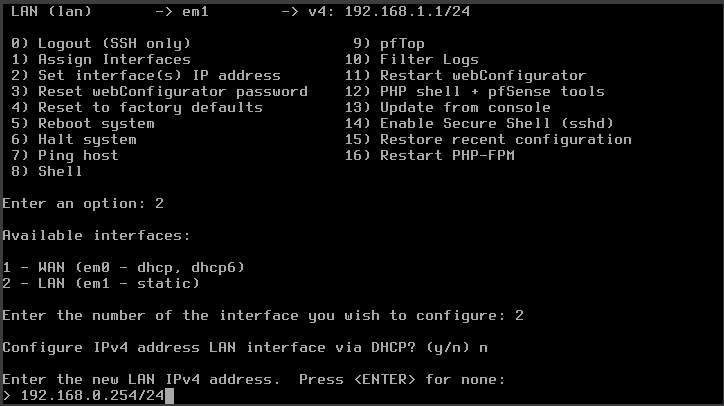 LAN (lan)       -> em1         -> v4: 192.168.1.1/24
0) Logout (SSH only)                  9) pfTop
1) Assign Interfaces                 10) Filter Logs
2) Set interface(s) IP address       11) Restart webConfigurator
3) Reset webConfigurator password    12) PHP shell + pfSense tools
4) Reset to factory defaults         13) Update from console
5) Reboot system                     14) Enable Secure Shell (sshd)
6) Halt system                       15) Restore recent configuration
7) Ping host                         16) Restart PHP-FPM
8) Shell
Enter an option: 2
Available interfaces:
1 - WAN (em0 - dhcp, dhcp6)
2 - LAN (em1 - static)
Enter the number of the interface you wish to configure: 2
Configure IPv4 address LAN interface via DHCP? (y/n) n
Enter the new LAN IPv4 address.  Press <ENTER> for none:
> 192.168.0.254/24